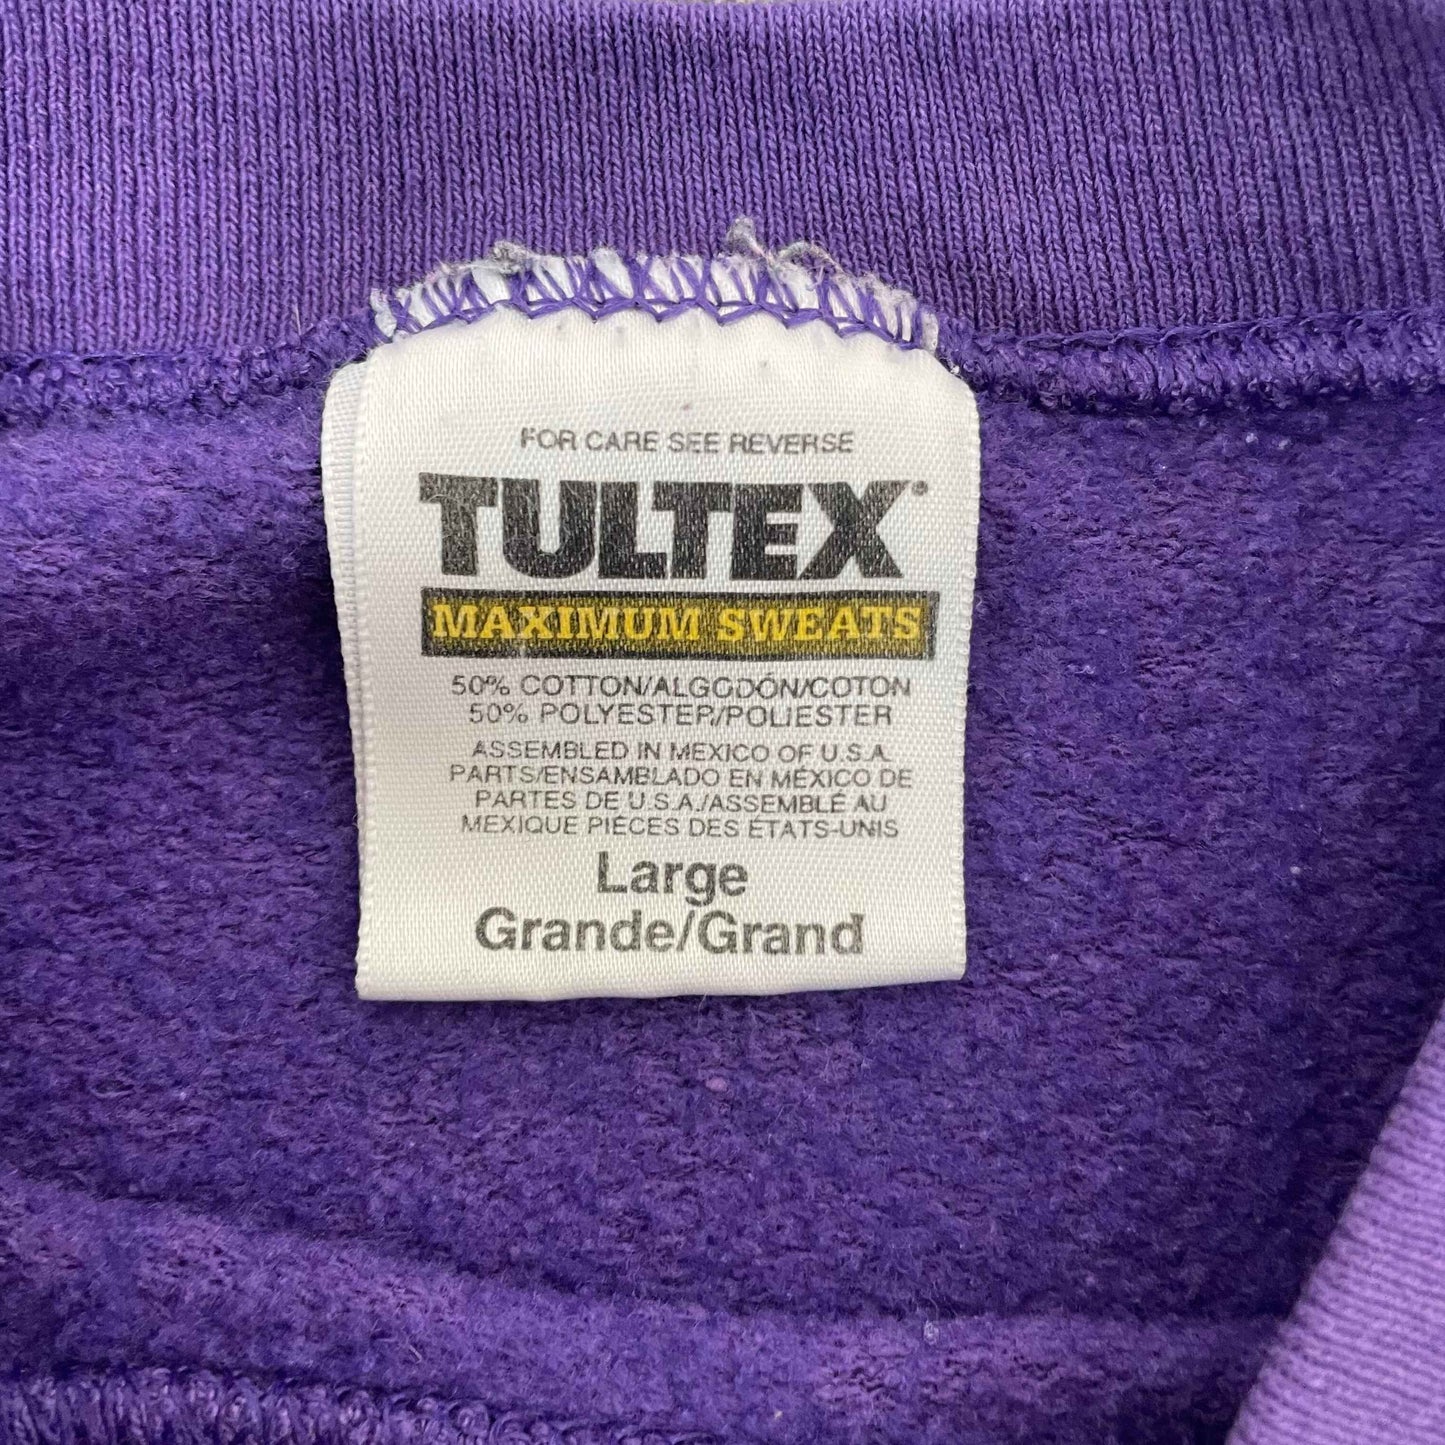 FOR CARE SEE REVERSE
TULTEX®
MAXIMUM SWEATS
50% COTTON/ALGODÓN/COTON
50% POLYESTER/POLIESTER
ASSEMBLED IN MEXICO OF U.S.A.
PARTS/ENSAMBLADO EN MÉXICO DE
PARTES DE U.S.A./ASSEMBLÉ AU
MEXIQUE PIÈCES DES ÉTATS-UNIS
Large
Grande/Grand